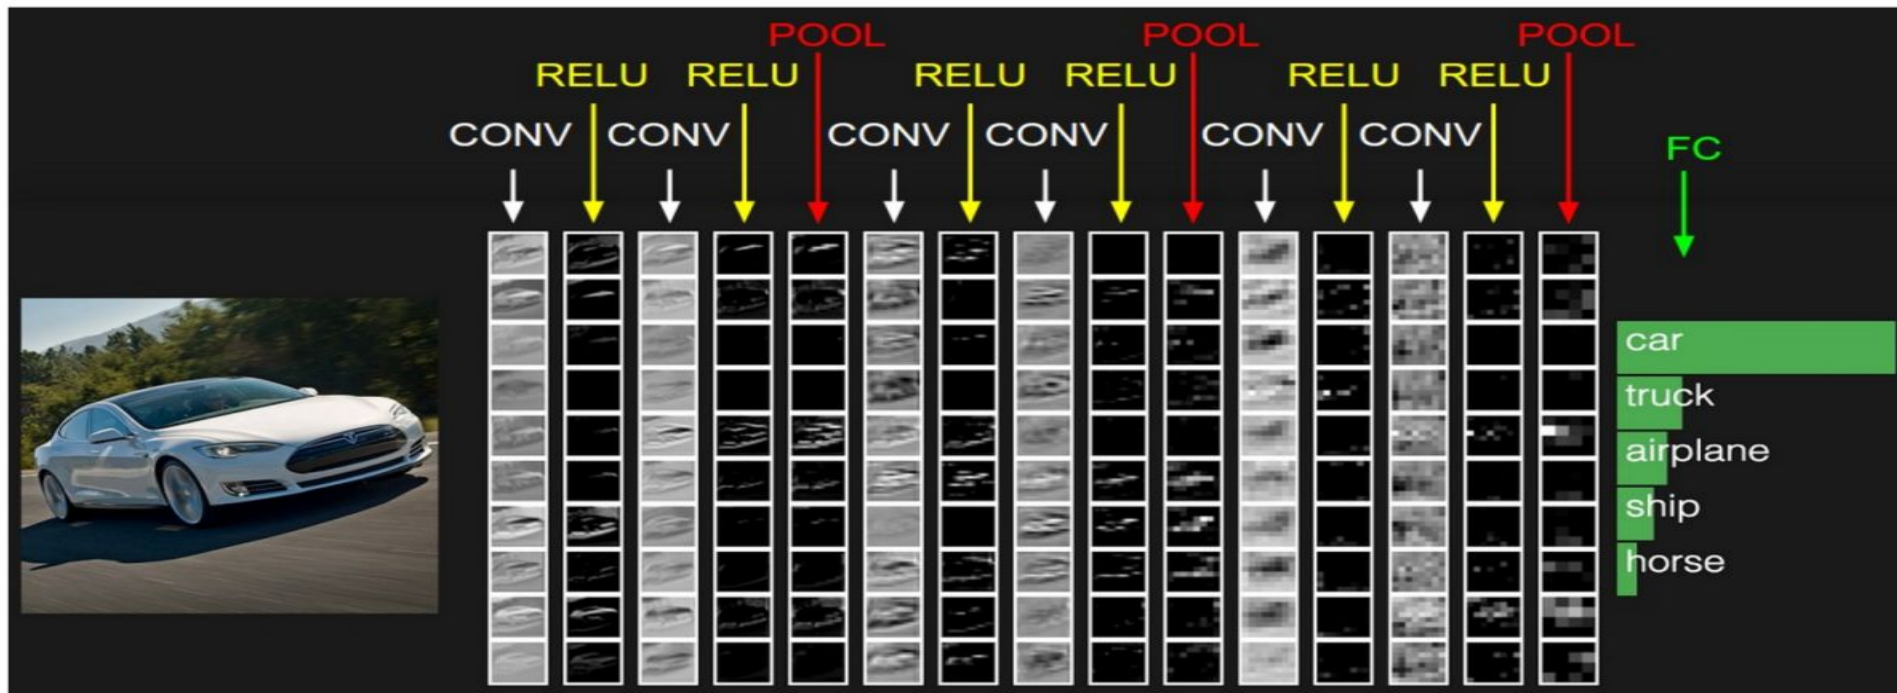 POOL POOL POOL
RELU RELU RELU RELU RELU RELU
CONV CONV CONV CONV CONV CONV
FC
car
truck
airplane
ship
horse